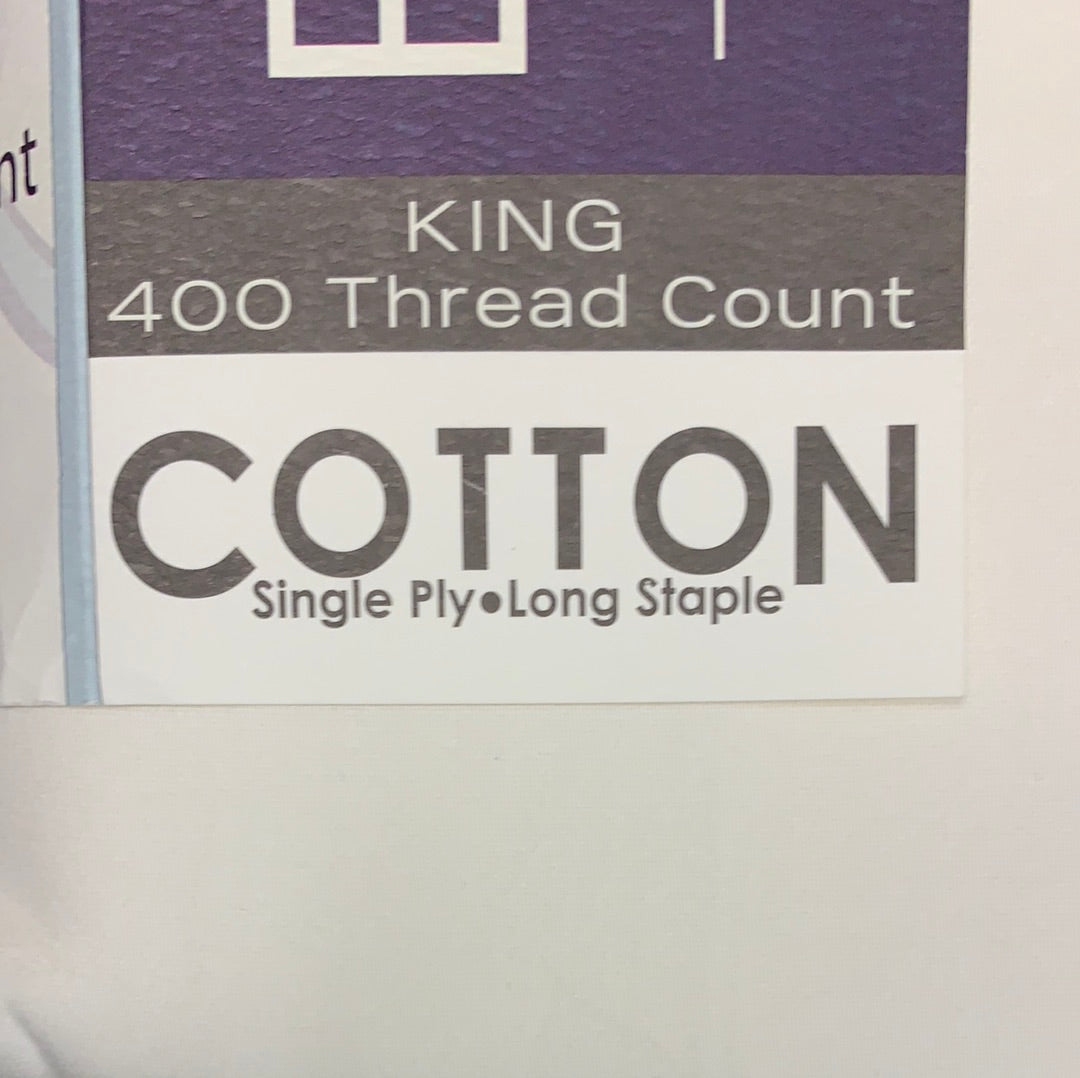 KING
400 Thread Count
COTTON
Single Ply•Long Staple